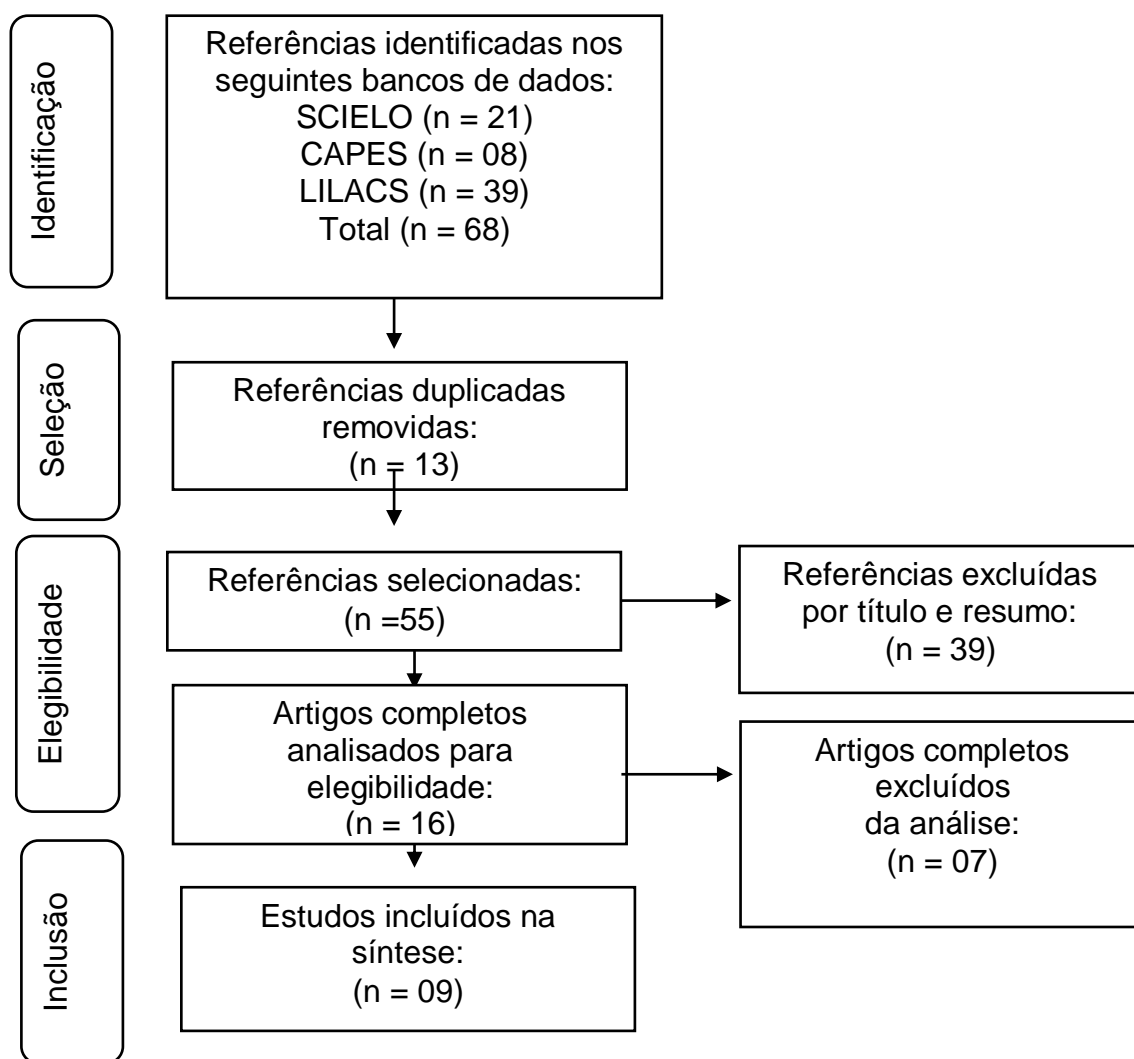 Identificação
Referências identificadas nos
seguintes bancos de dados:
SCIELO (n = 21)
CAPES (n = 08)
LILACS (n = 39)
Total (n = 68)
Seleção
Referências duplicadas
removidas:
(n = 13)
Elegibilidade
Referências selecionadas:
(n =55)
Referências excluídas
por título e resumo:
(n = 39)
Artigos completos
analisados para
elegibilidade:
(n = 16)
Artigos completos
excluídos
da análise:
(n = 07)
Inclusão
Estudos incluídos na
síntese:
(n = 09)